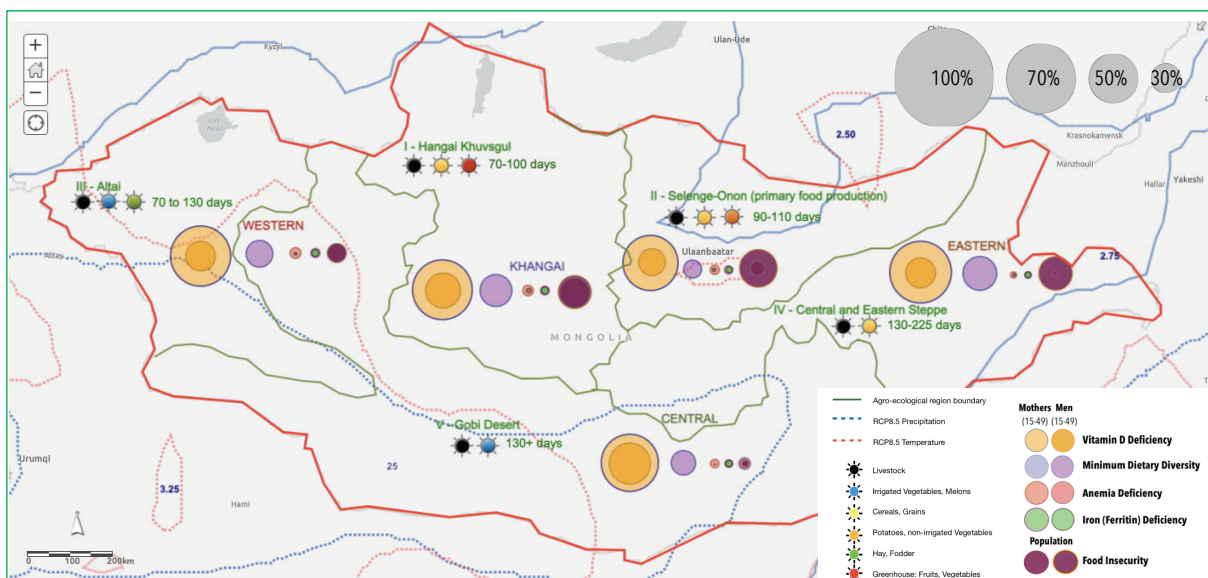 +
−
Kyzyl
Ulan-Ude
Chita
100%
70%
50%
30%
2.50
Krasnokamensk
Manzhouli
Hailar
Yakeshi
I - Hangai Khuvsgul
70-100 days
III - Altai
70 to 130 days
II - Selenge-Onon (primary food production)
90-110 days
WESTERN
Ulaanbaatar
EASTERN
Altay
2.75
KHANGAI
IV - Central and Eastern Steppe
130-225 days
MONGOLIA
CENTRAL
V - Gobi Desert
130+ days
25
Urumqi
3.25
Hami
0 100 200km
Agro-ecological region boundary
RCP8.5 Precipitation
RCP8.5 Temperature
Livestock
Irrigated Vegetables, Melons
Cereals, Grains
Potatoes, non-irrigated Vegetables
Hay, Fodder
Greenhouse: Fruits, Vegetables
Mothers Men
(15-49) (15-49)
Vitamin D Deficiency
Minimum Dietary Diversity
Anemia Deficiency
Iron (Ferritin) Deficiency
Population
Food Insecurity